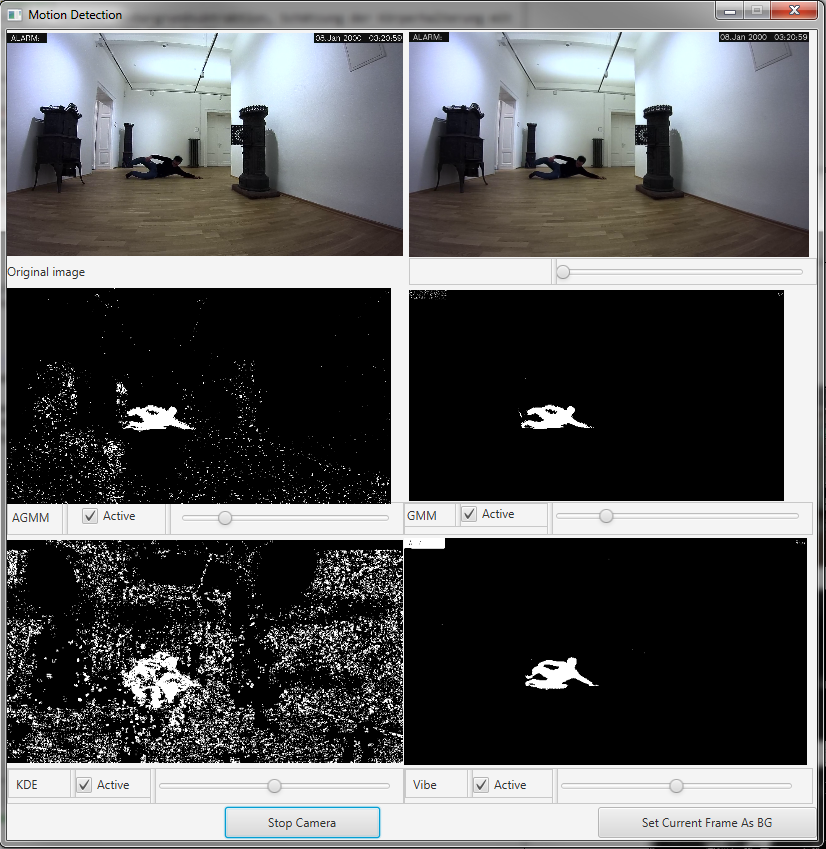 Motion Detection
ALARM:
08.Jan 2000 03:20:59
ALARM:
08.Jan 2000 03:20:59
Original image
AGMM
Active
GMM
Active
KDE
Active
Vibe
Active
Stop Camera
Set Current Frame As BG